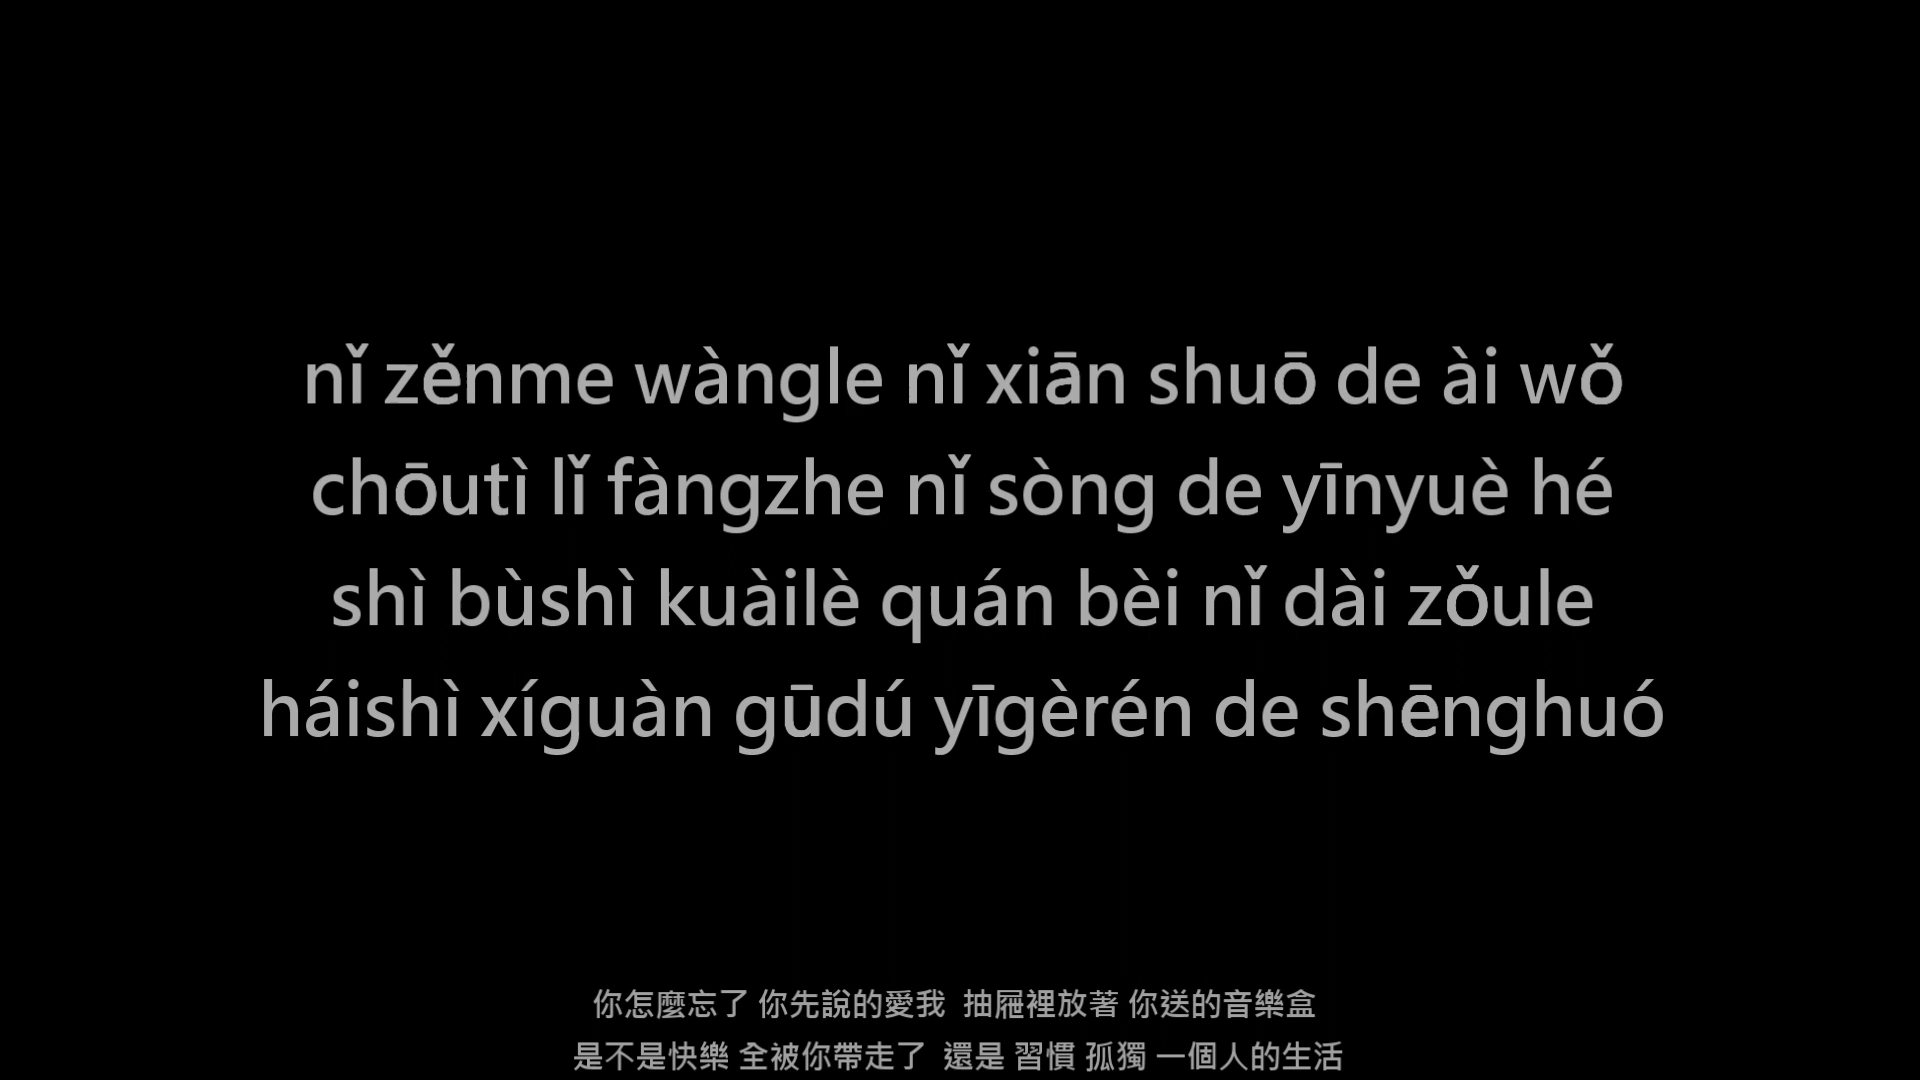 nǐ zěnme wàngle nǐ xiān shuō de ài wǒ
chōutì lǐ fàngzhe nǐ sòng de yīnyuè hé
shì bùshì kuàilè quán bèi nǐ dài zǒule
háishì xíguàn gūdú yīgèrén de shēnghuó
你怎麼忘了 你先說的愛我  抽屜裡放著 你送的音樂盒
是不是快樂 全被你帶走了  還是 習慣 孤獨 一個人的生活